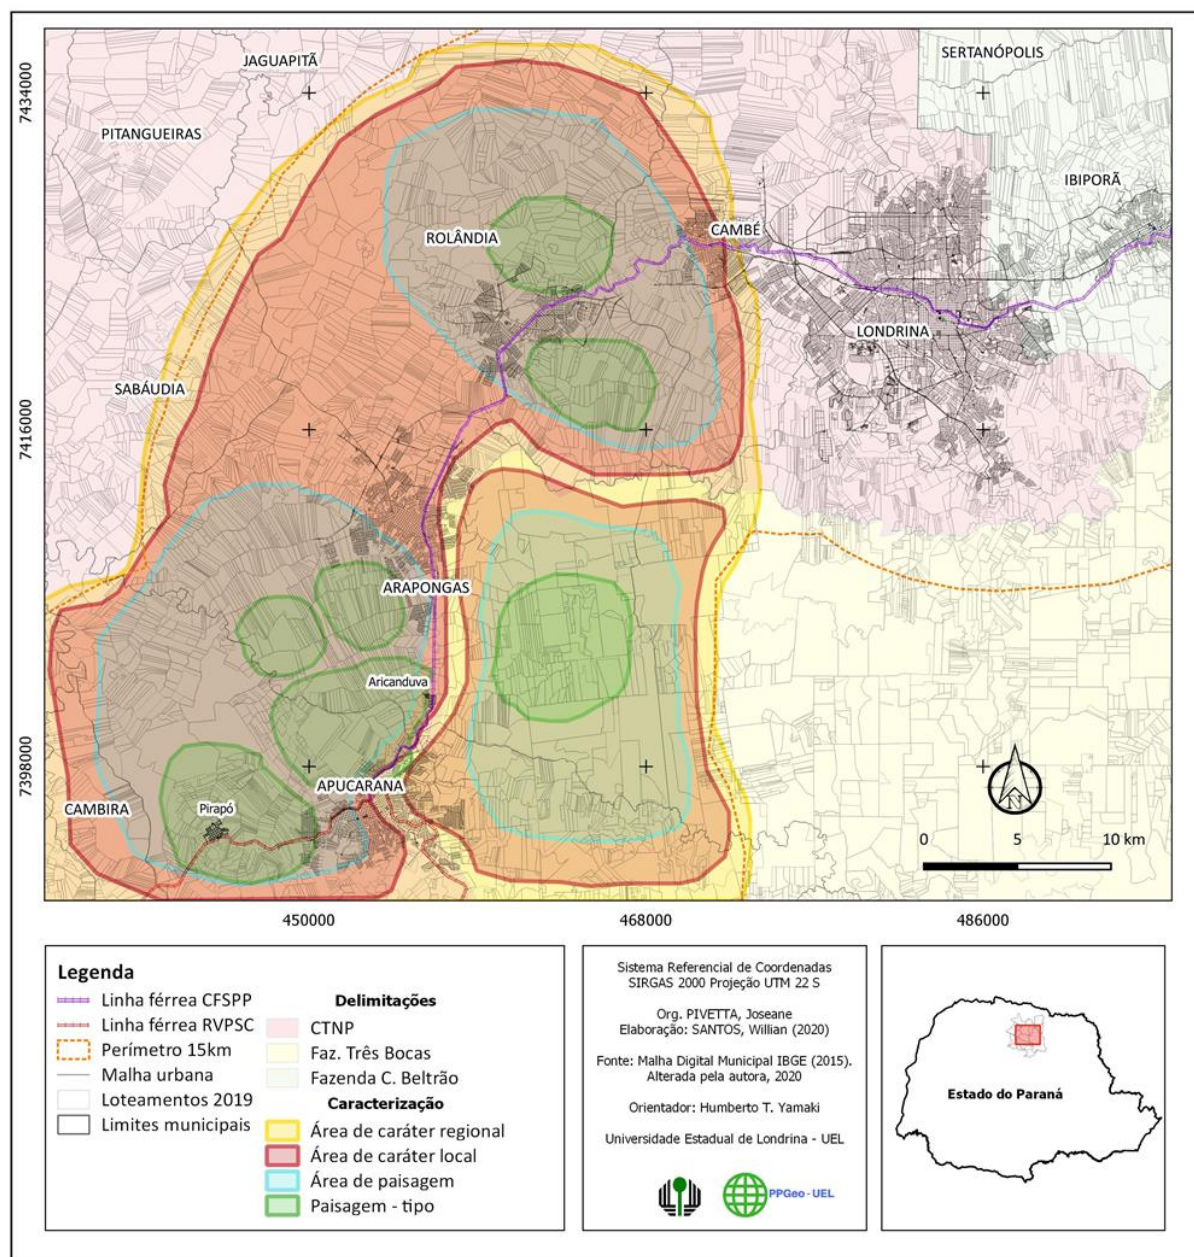 JAGUAPITÃ
SERTANÓPOLIS
7434000
PITANGUEIRAS
IBIPORÃ
ROLÂNDIA
CAMBÉ
LONDRINA
SABÁUDIA
7416000
ARAPONGAS
Aricanduva
7398000
APUCARANA
CAMBIRA
Pirapó
N
0 5 10 km
450000 468000 486000
Legenda
Linha férrea CFSPP
Linha férrea RVPSC
Perímetro 15km
Malha urbana
Loteamentos 2019
Limites municipais
Delimitações
CTNP
Faz. Três Bocas
Fazenda C. Beltrão
Caracterização
Área de caráter regional
Área de caráter local
Área de paisagem
Paisagem - tipo
Sistema Referencial de Coordenadas
SIRGAS 2000 Projeção UTM 22 S
Org. PIVETTA, Joseane
Elaboração: SANTOS, Willian (2020)
Fonte: Malha Digital Municipal IBGE (2015).
Alterada pela autora, 2020
Orientador: Humberto T. Yamaki
Universidade Estadual de Londrina - UEL
PPGeo - UEL
Estado do Paraná